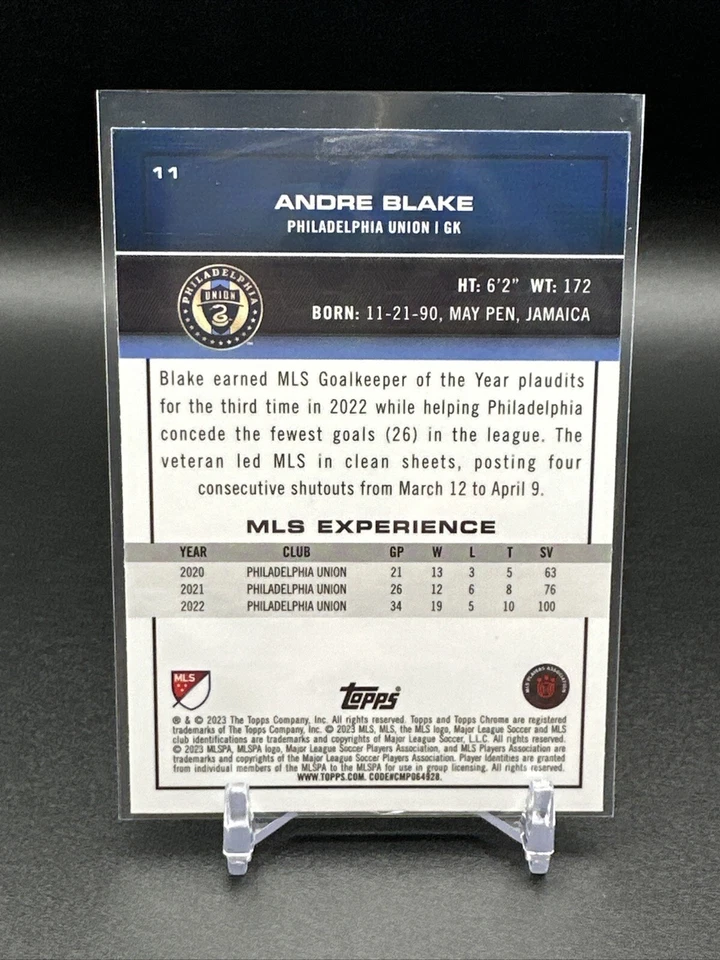 11
ANDRE BLAKE
PHILADELPHIA UNION | GK
PHILADELPHIA
UNION
HT: 6'2" WT: 172
BORN: 11-21-90, MAY PEN, JAMAICA
Blake earned MLS Goalkeeper of the Year plaudits
for the third time in 2022 while helping Philadelphia
concede the fewest goals (26) in the league. The
veteran led MLS in clean sheets, posting four
consecutive shutouts from March 12 to April 9.
MLS EXPERIENCE
YEAR CLUB GP W L T SV
2020 PHILADELPHIA UNION 21 13 3 5 63
2021 PHILADELPHIA UNION 26 12 6 8 76
2022 PHILADELPHIA UNION 34 19 5 10 100
MLS
Topps
MLS PLAYERS ASSOCIATION
® & © 2023 The Topps Company, Inc. All rights reserved. Topps and Topps Chrome are registered
trademarks of The Topps Company, Inc. © 2023 MLS, MLS, the MLS logo, Major League Soccer and MLS
club identifications are trademarks and copyrights of Major League Soccer, L.L.C. All rights reserved.
© 2023 MLSPA, MLSPA logo, Major League Soccer Players Association, and MLS Players Association are
trademarks and copyrights of the Major League Soccer Players Association. Player Identities are granted
from individual members of the MLSPA to the MLSPA for use in group licensing. All rights reserved.
WWW.TOPPS.COM. CODE#CMP064928.